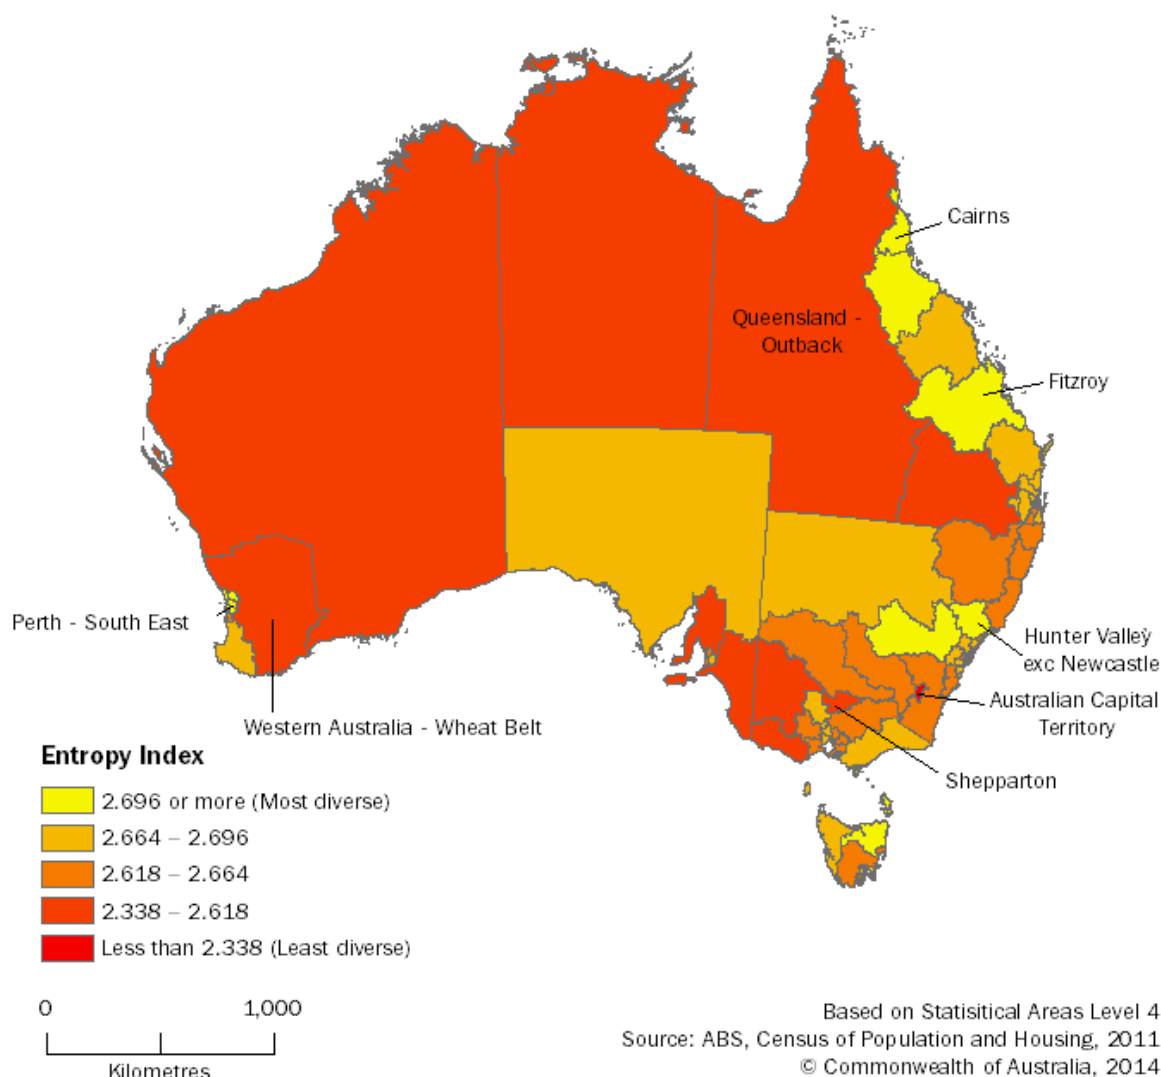 Cairns
Queensland -
Outback
Fitzroy
Perth - South East
Hunter Valley
exc Newcastle
Australian Capital
Territory
Western Australia - Wheat Belt
Shepparton
Entropy Index
2.696 or more (Most diverse)
2.664 – 2.696
2.618 – 2.664
2.338 – 2.618
Less than 2.338 (Least diverse)
0 1,000
Kilometres
Based on Statisitical Areas Level 4
Source: ABS, Census of Population and Housing, 2011
© Commonwealth of Australia, 2014